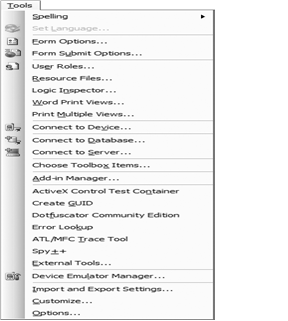 Tools
Spelling
Set Language...
Form Options...
Form Submit Options...
User Roles...
Resource Files...
Logic Inspector...
Word Print Views...
Print Multiple Views...
Connect to Device...
Connect to Database...
Connect to Server...
Choose Toolbox Items...
Add-in Manager...
ActiveX Control Test Container
Create GUID
Dotfuscator Community Edition
Error Lookup
ATL/MFC Trace Tool
Spy++
External Tools...
Device Emulator Manager...
Import and Export Settings...
Customize...
Options...